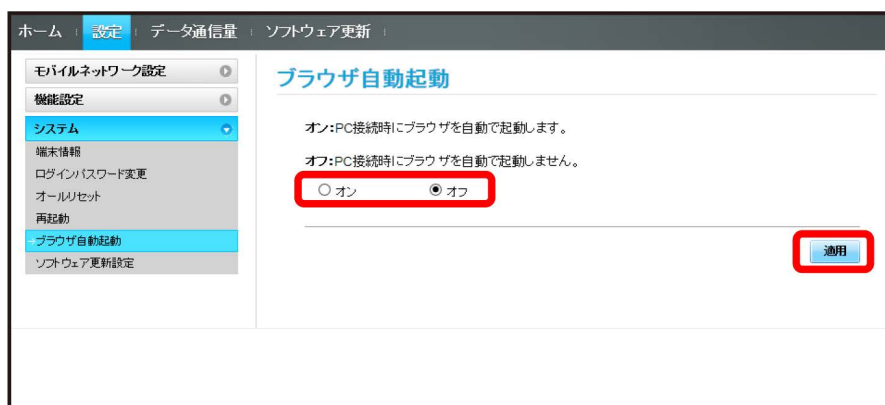 ホーム 設定 データ通信量 ソフトウェア更新
モバイルネットワーク設定
機能設定
システム
端末情報
ログインパスワード変更
オールリセット
再起動
ブラウザ自動起動
ソフトウェア更新設定
ブラウザ自動起動
オン:PC接続時にブラウザを自動で起動します。
オフ:PC接続時にブラウザを自動で起動しません。
オン オフ
適用